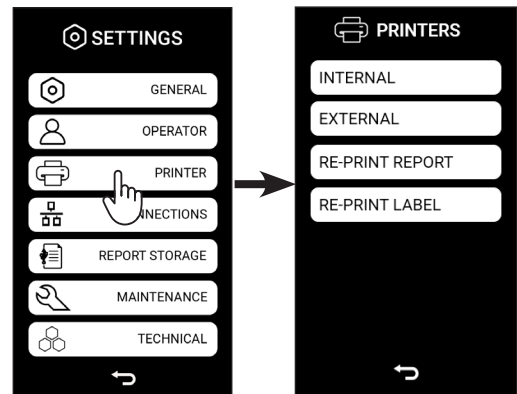 SETTINGS
GENERAL
OPERATOR
PRINTER
NNECTIONS
REPORT STORAGE
MAINTENANCE
TECHNICAL
PRINTERS
INTERNAL
EXTERNAL
RE-PRINT REPORT
RE-PRINT LABEL